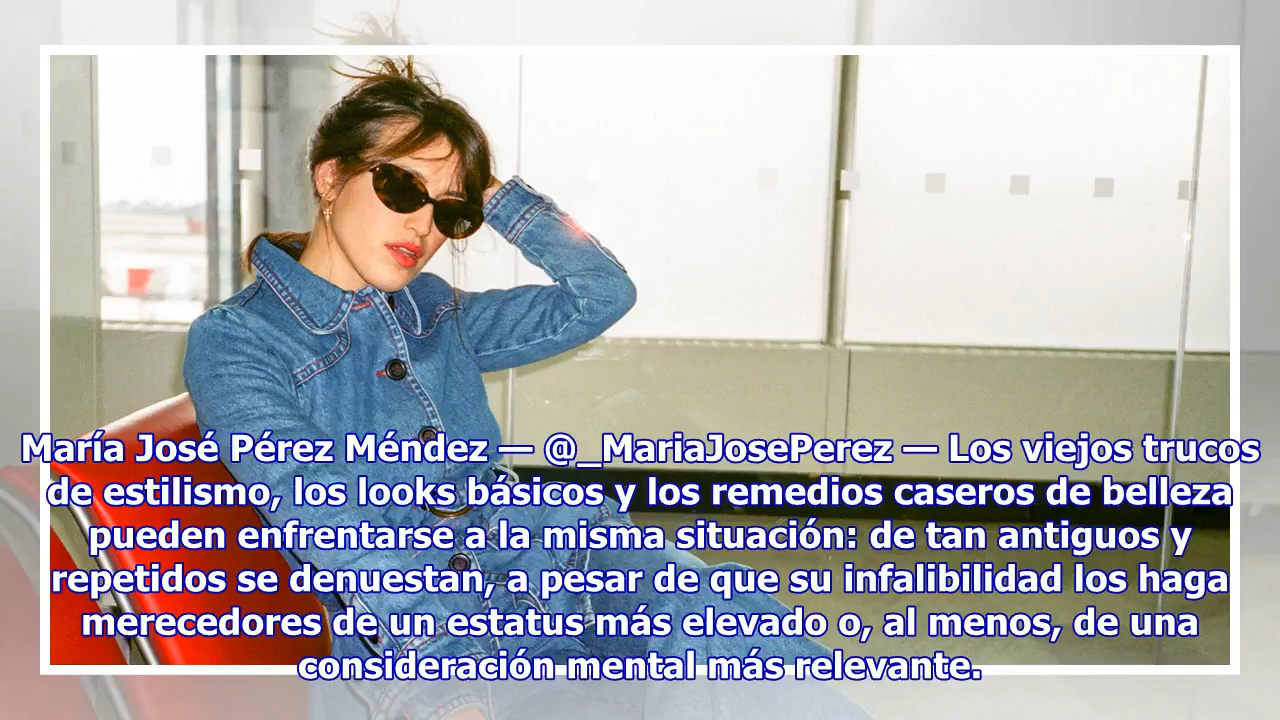 María José Pérez Méndez — @_MariaJosePerez — Los viejos trucos
de estilismo, los looks básicos y los remedios caseros de belleza
pueden enfrentarse a la misma situación: de tan antiguos y
repetidos se denuestan, a pesar de que su infalibilidad los haga
merecedores de un estatus más elevado o, al menos, de una
consideración mental más relevante.